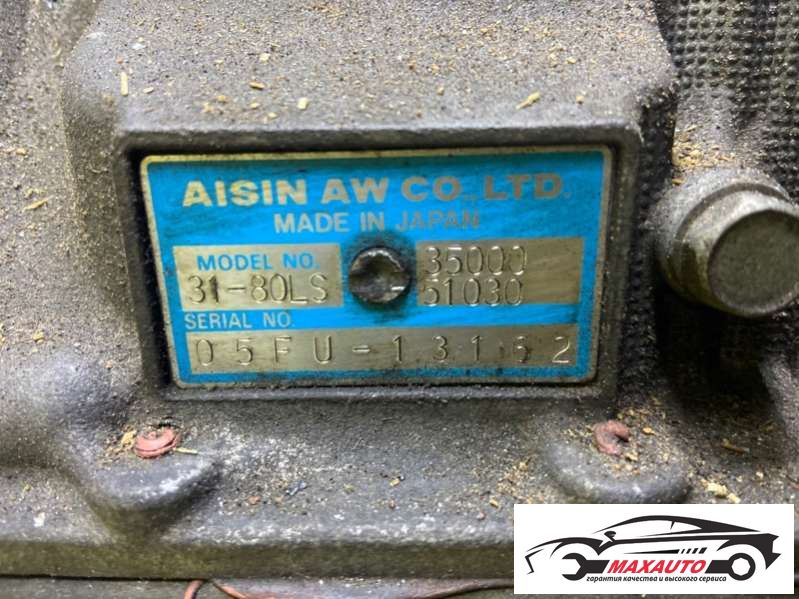 AISIN AW CO., LTD.
MADE IN JAPAN
MODEL NO. 35000
31-80LS -51030
SERIAL NO.
05FU-13162
MAXAUTO
гарантия качества и высокого сервиса